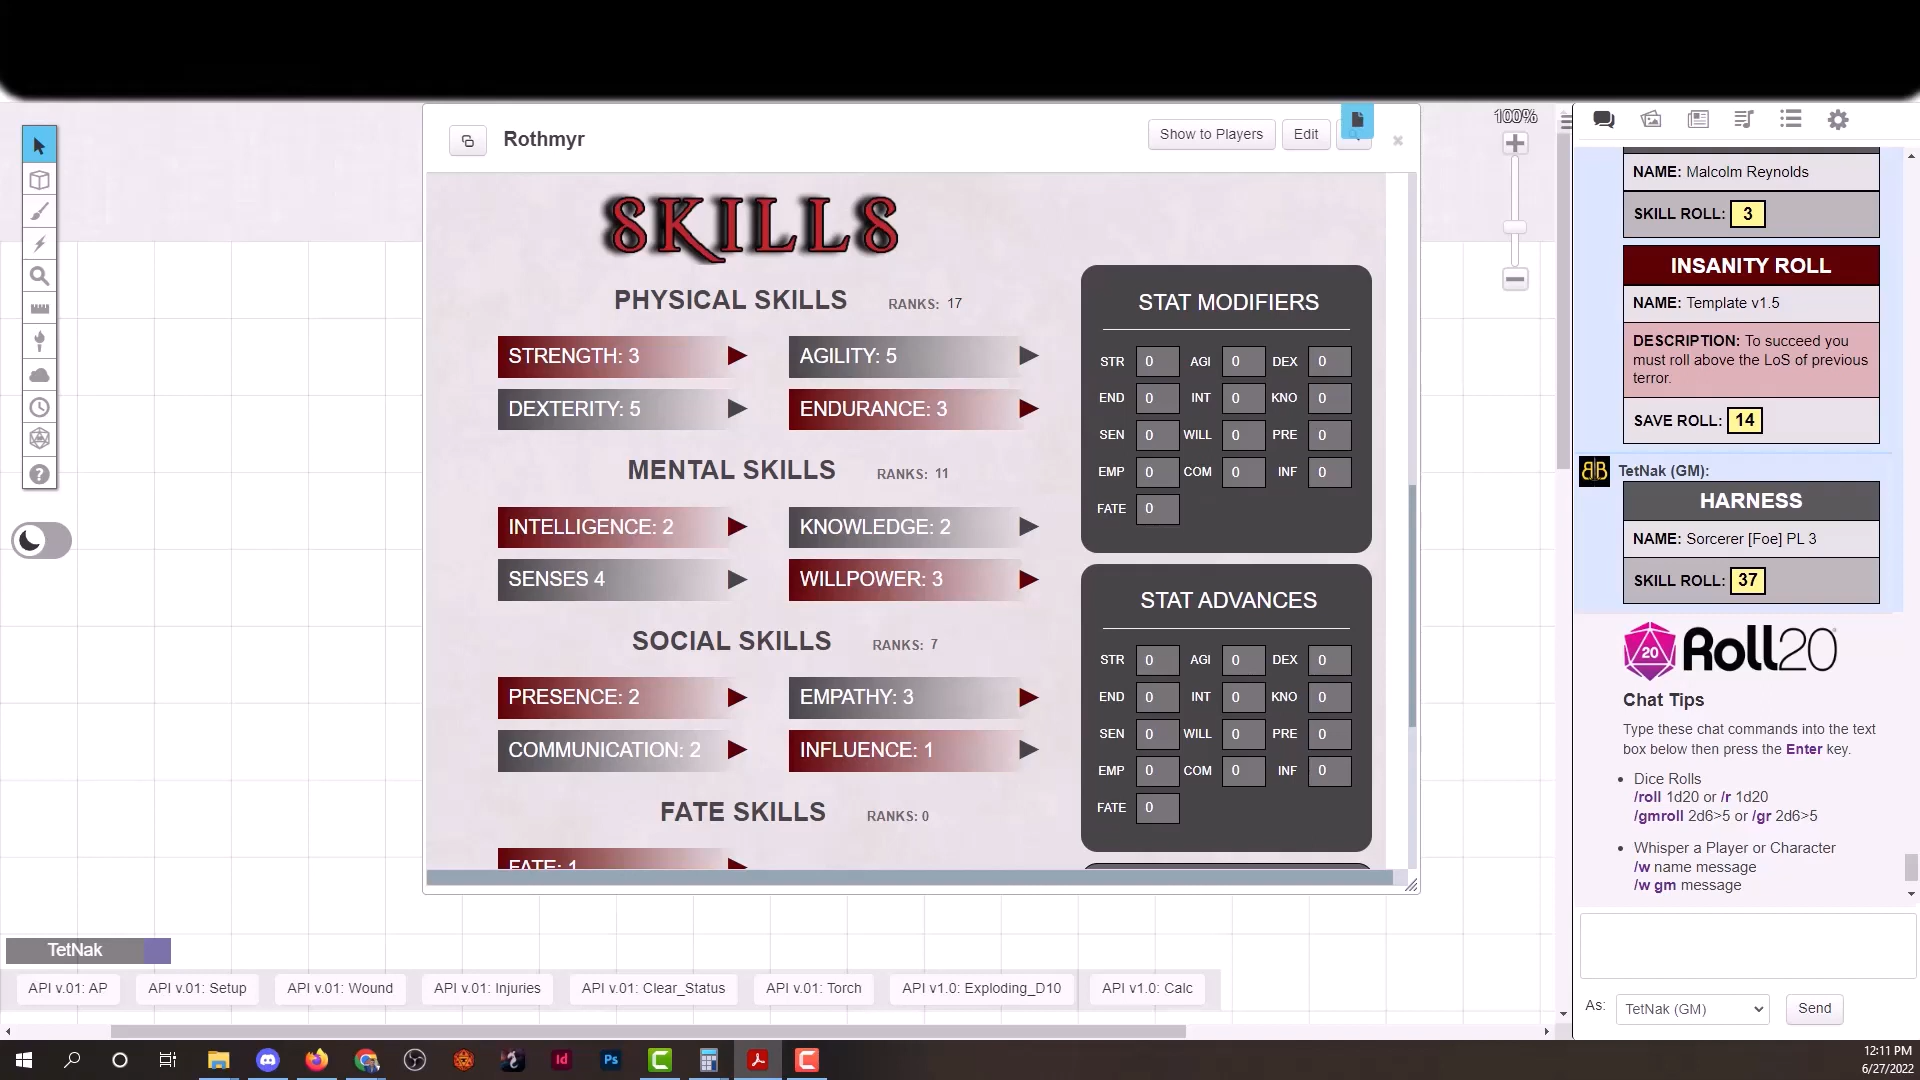 Rothmyr
Show to Players
Edit
100%
SKILLS
PHYSICAL SKILLS RANKS: 17
STRENGTH: 3 AGILITY: 5
DEXTERITY: 5 ENDURANCE: 3
MENTAL SKILLS RANKS: 11
INTELLIGENCE: 2 KNOWLEDGE: 2
SENSES 4 WILLPOWER: 3
SOCIAL SKILLS RANKS: 7
PRESENCE: 2 EMPATHY: 3
COMMUNICATION: 2 INFLUENCE: 1
FATE SKILLS RANKS: 0
FATE: 1
STAT MODIFIERS
STR 0 AGI 0 DEX 0
END 0 INT 0 KNO 0
SEN 0 WILL 0 PRE 0
EMP 0 COM 0 INF 0
FATE 0
STAT ADVANCES
STR 0 AGI 0 DEX 0
END 0 INT 0 KNO 0
SEN 0 WILL 0 PRE 0
EMP 0 COM 0 INF 0
FATE 0
NAME: Malcolm Reynolds
SKILL ROLL: 3
INSANITY ROLL
NAME: Template v1.5
DESCRIPTION: To succeed you
must roll above the LoS of previous
terror.
SAVE ROLL: 14
TetNak (GM):
HARNESS
NAME: Sorcerer [Foe] PL 3
SKILL ROLL: 37
20 Roll20
Chat Tips
Type these chat commands into the text
box below then press the Enter key.
• Dice Rolls
/roll 1d20 or /r 1d20
/gmroll 2d6>5 or /gr 2d6>5
• Whisper a Player or Character
/w name message
/w gm message
As: TetNak (GM) Send
TetNak
API v.01: AP API v.01: Setup API v.01: Wound API v.01: Injuries API v.01: Clear_Status API v.01: Torch API v1.0: Exploding_D10 API v1.0: Calc
Id Ps
12:11 PM
6/27/2022